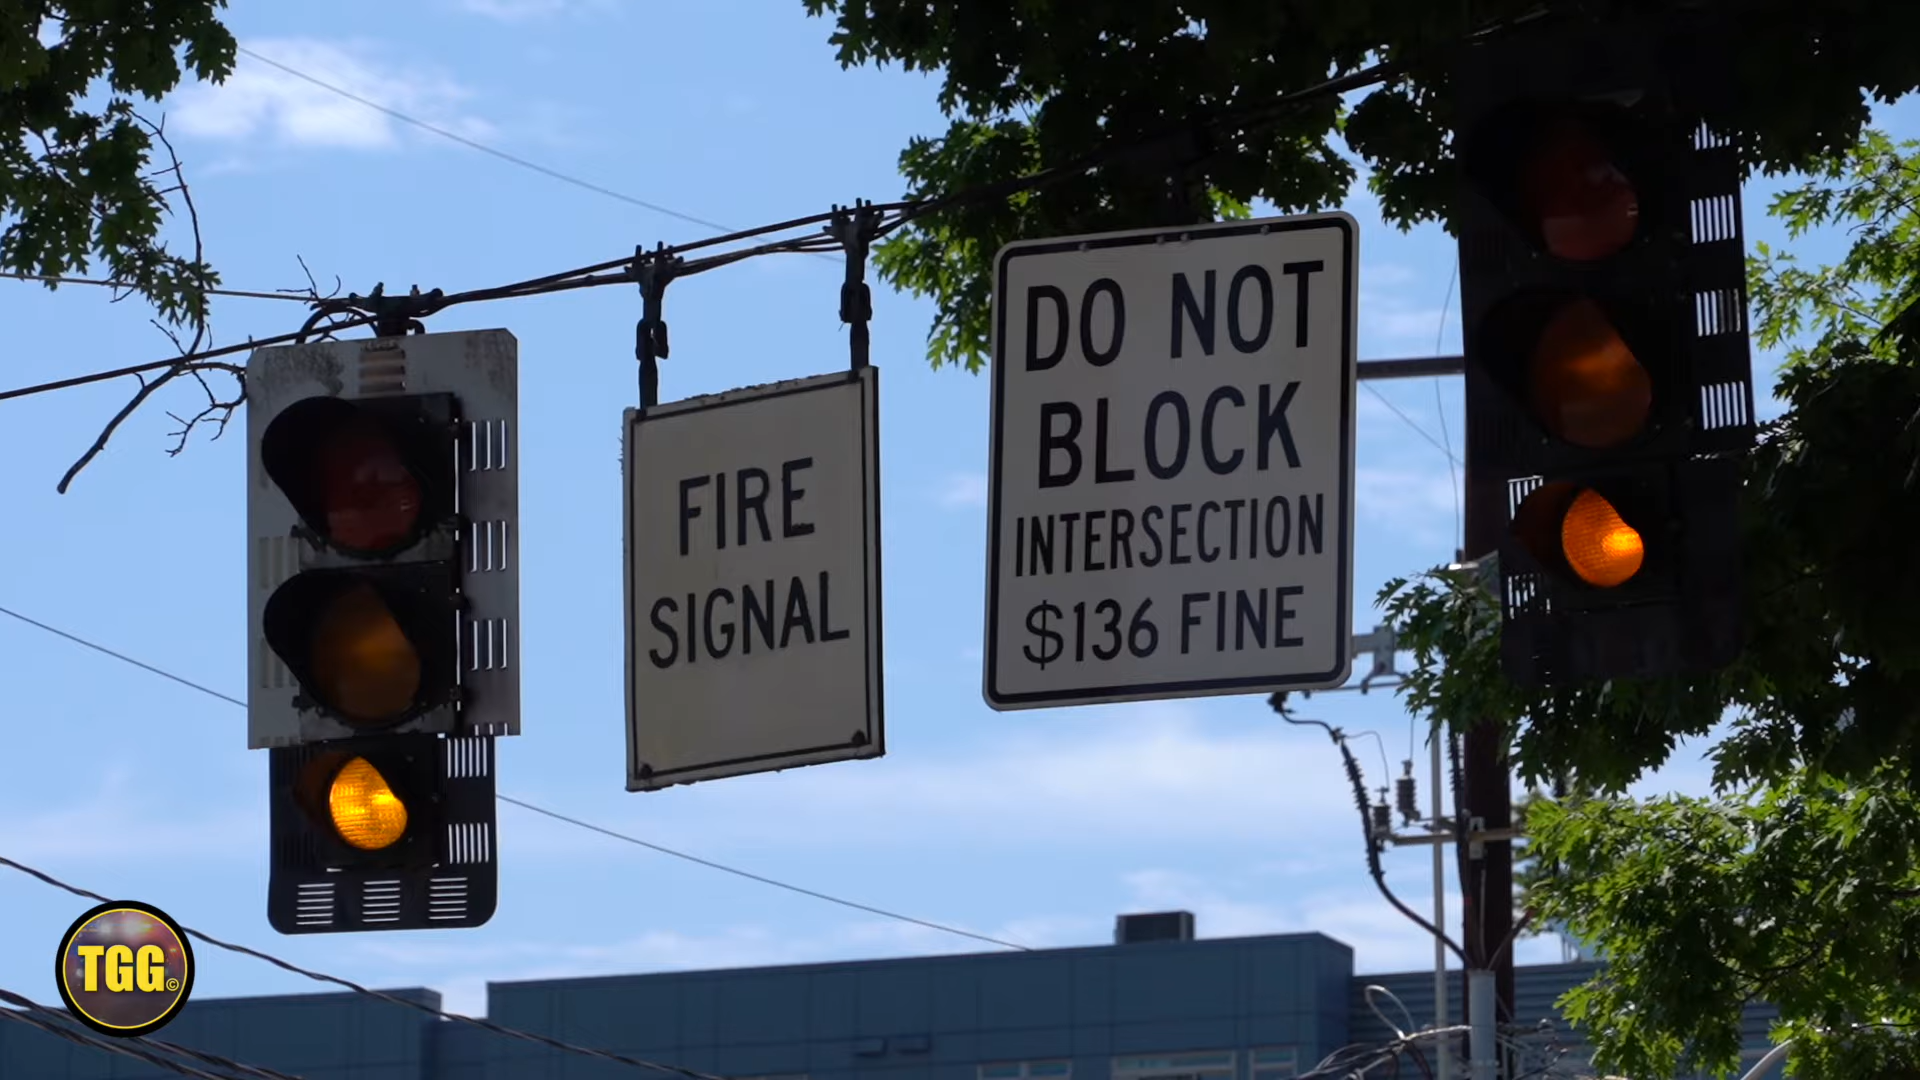 FIRE
SIGNAL
DO NOT
BLOCK
INTERSECTION
$136 FINE
TGG©